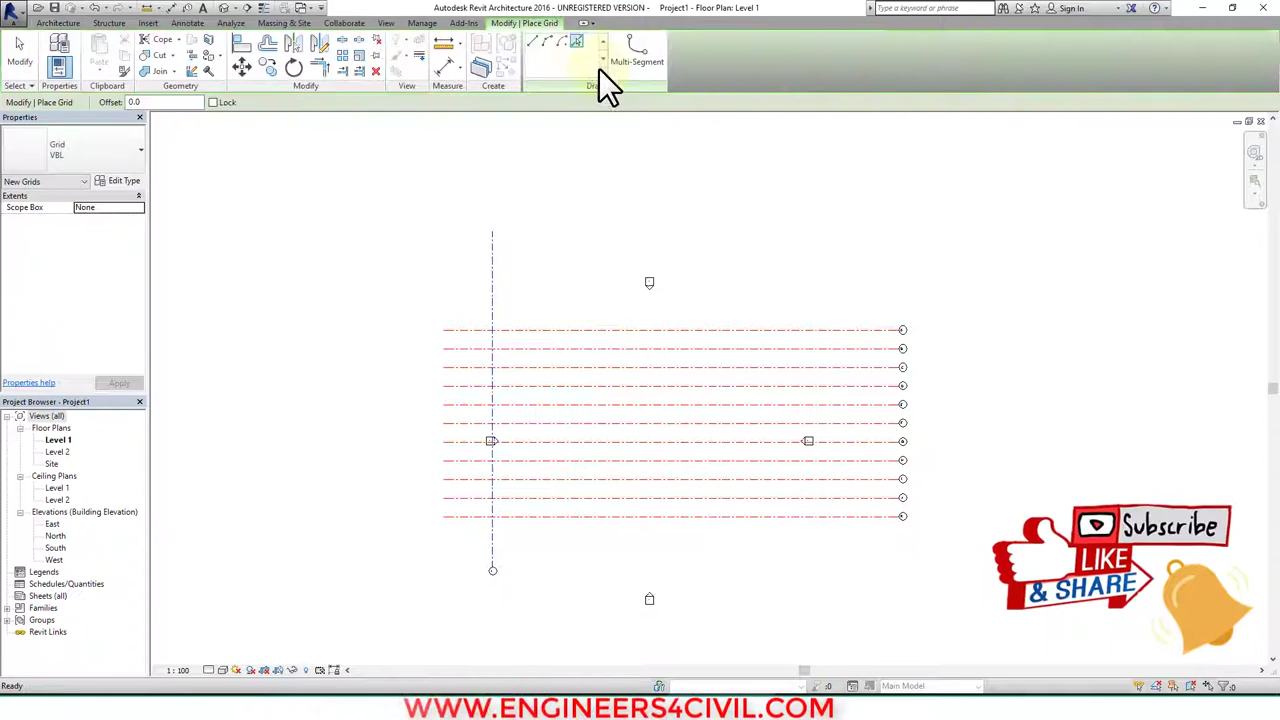 Autodesk Revit Architecture 2016 - UNREGISTERED VERSION - Project1 - Floor Plan: Level 1
Type a keyword or phrase
Sign In
Architecture Structure Insert Annotate Analyze Massing & Site Collaborate View Manage Add-Ins Modify | Place Grid
Modify
Paste
Cope
Cut
Join
Multi-Segment
Select Properties Clipboard Geometry Modify View Measure Create Dra
Modify | Place Grid Offset: 0.0 Lock
Properties
Grid
VBL
New Grids Edit Type
Extents
Scope Box None
Properties help Apply
Project Browser - Project1
Views (all)
Floor Plans
Level 1
Level 2
Site
Ceiling Plans
Level 1
Level 2
Elevations (Building Elevation)
East
North
South
West
Legends
Schedules/Quantities
Sheets (all)
Families
Groups
Revit Links
Subscribe
LIKE
& SHARE
1 : 100
Ready :0 Main Model :0
WWW.ENGINEERS4CIVIL.COM